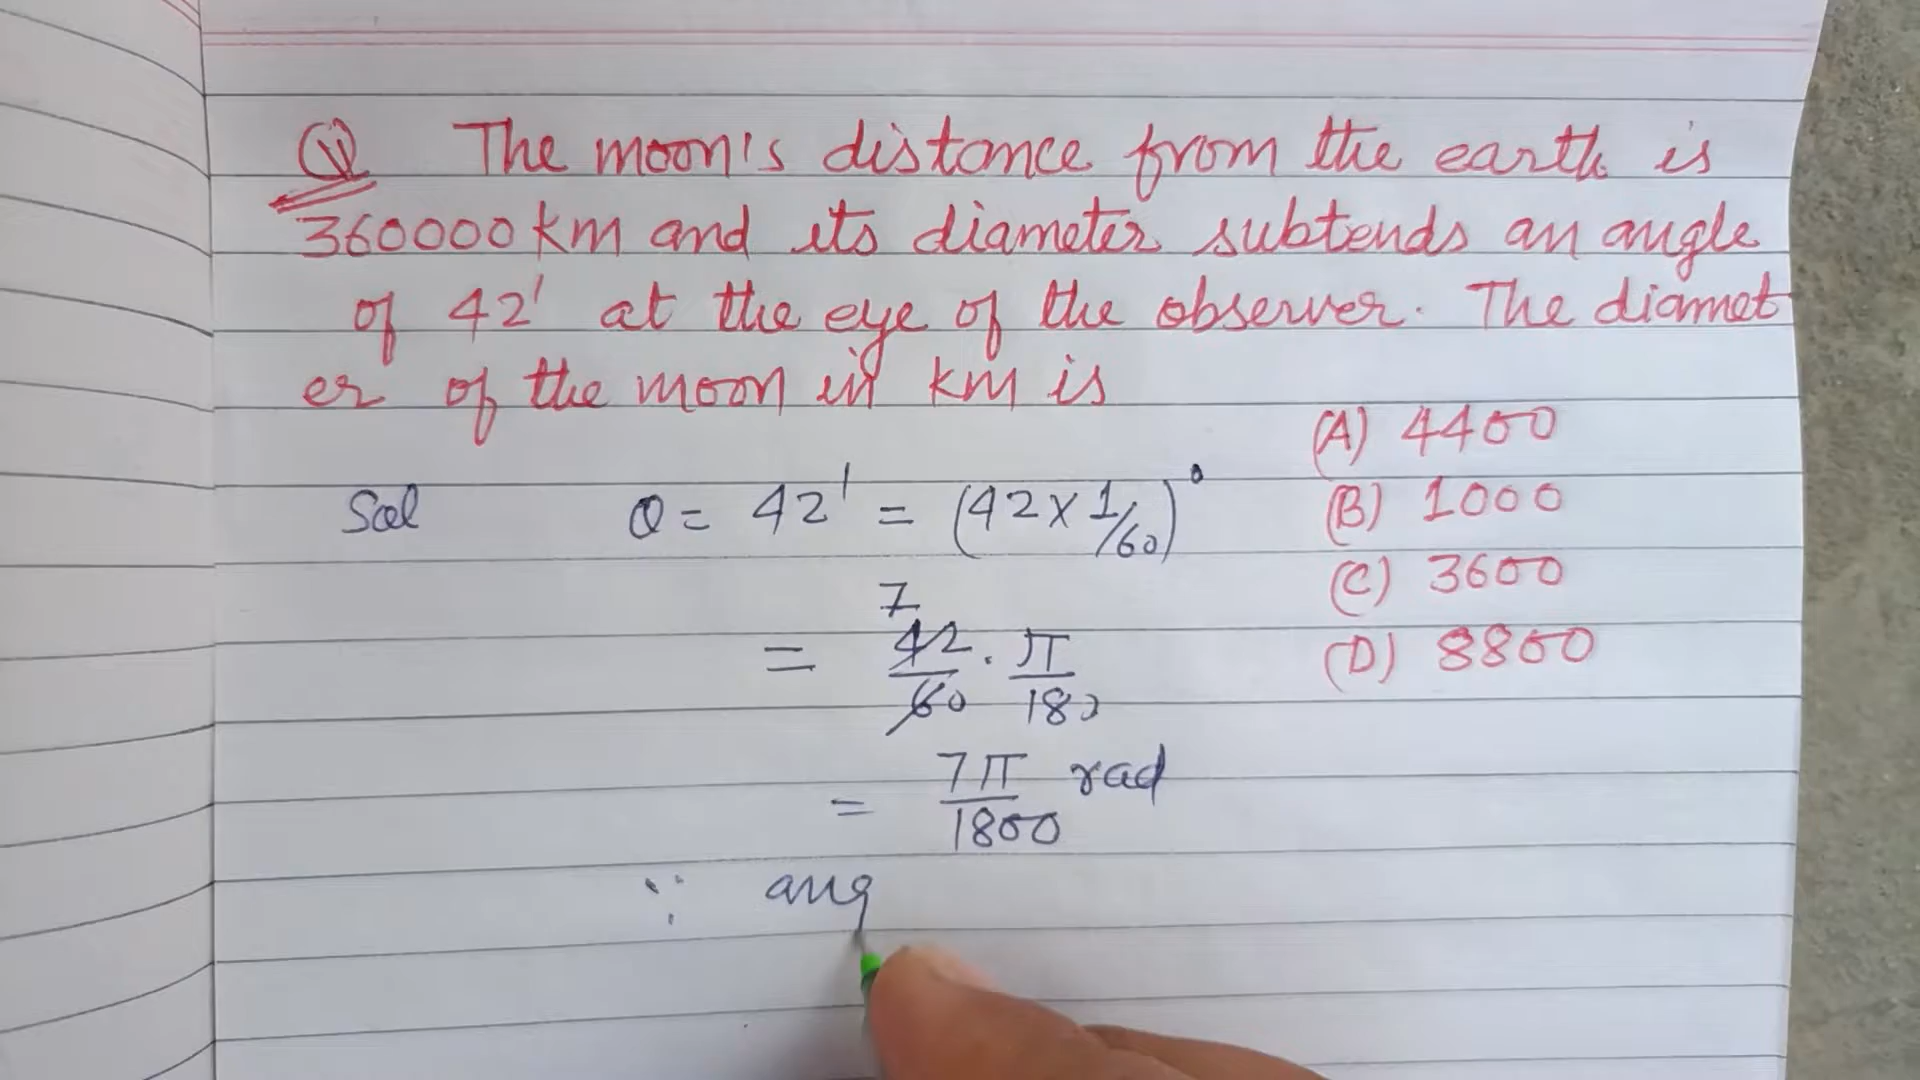 Q The moon's distance from the earth is
360000 km and its diameter subtends an angle
of 42' at the eye of the observer. The diamet
er of the moon in km is
(A) 4400
(B) 1000
(C) 3600
(D) 8800
Sol θ = 42' = (42 × 1/60)°
7
= 42/60 . π/180
= 7π/1800 rad
∵ ang